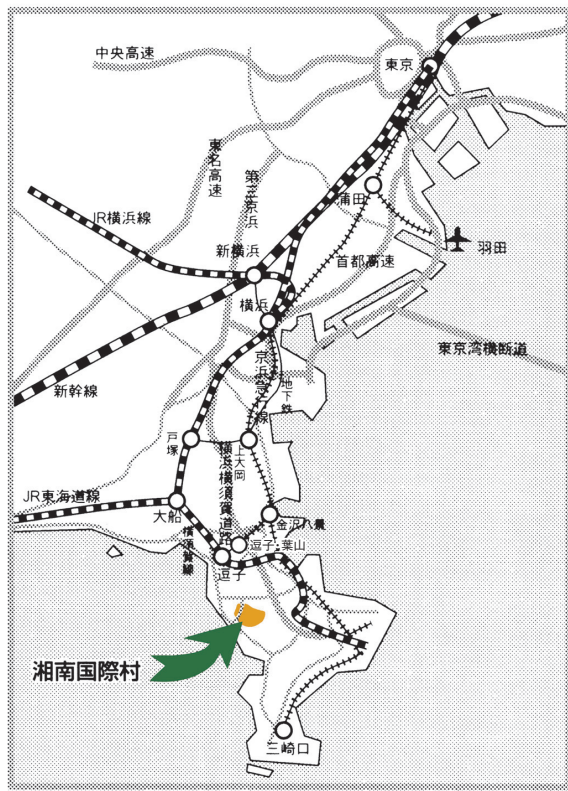 中央高速
東京
東名高速
第三京浜
蒲田
JR横浜線
新横浜
羽田
首都高速
横浜
東京湾横断道
京浜急行線
地下鉄
新幹線
戸塚
上大岡
横浜横須賀道路
JR東海道線
大船
金沢八景
横須賀線
逗子・葉山
逗子
湘南国際村
三崎口